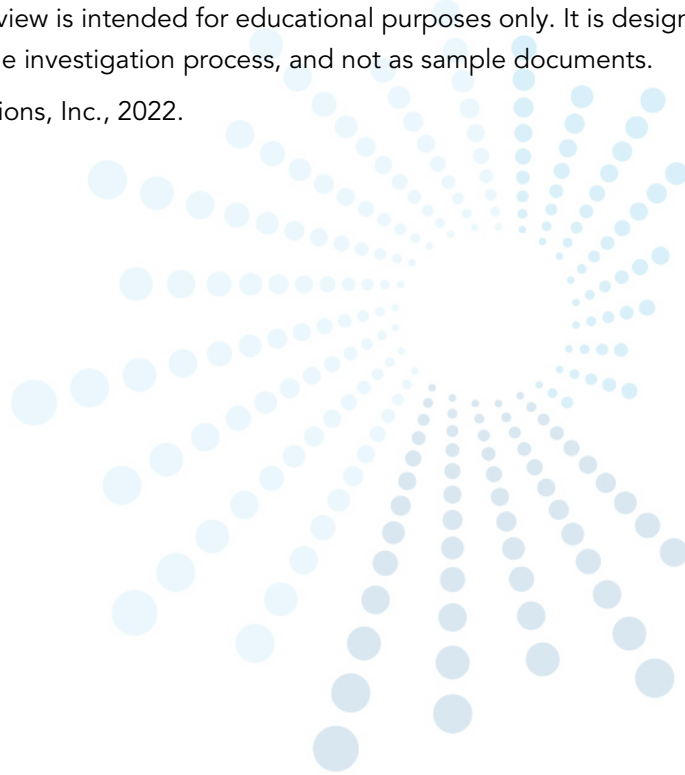 view is intended for educational purposes only. It is design
e investigation process, and not as sample documents.
ions, Inc., 2022.